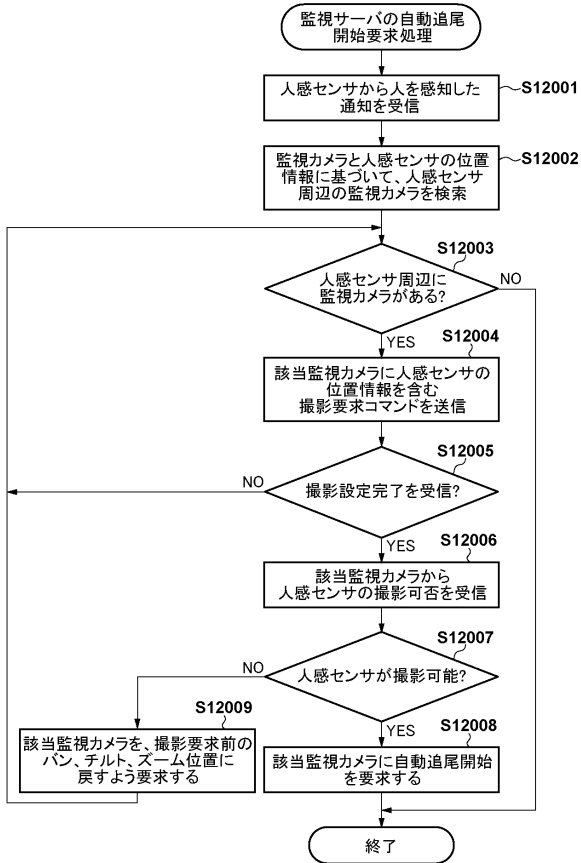 監視サーバの自動追尾
開始要求処理
人感センサから人を感知した
通知を受信
S12001
監視カメラと人感センサの位置
情報に基づいて、人感センサ
周辺の監視カメラを検索
S12002
S12003
人感センサ周辺に
監視カメラがある?
NO
YES
S12004
該当監視カメラに人感センサの
位置情報を含む
撮影要求コマンドを送信
S12005
撮影設定完了を受信?
NO
YES
S12006
該当監視カメラから
人感センサの撮影可否を受信
S12007
人感センサが撮影可能?
NO
YES
S12009
該当監視カメラを、撮影要求前の
パン、チルト、ズーム位置に
戻すよう要求する
S12008
該当監視カメラに自動追尾開始
を要求する
終了